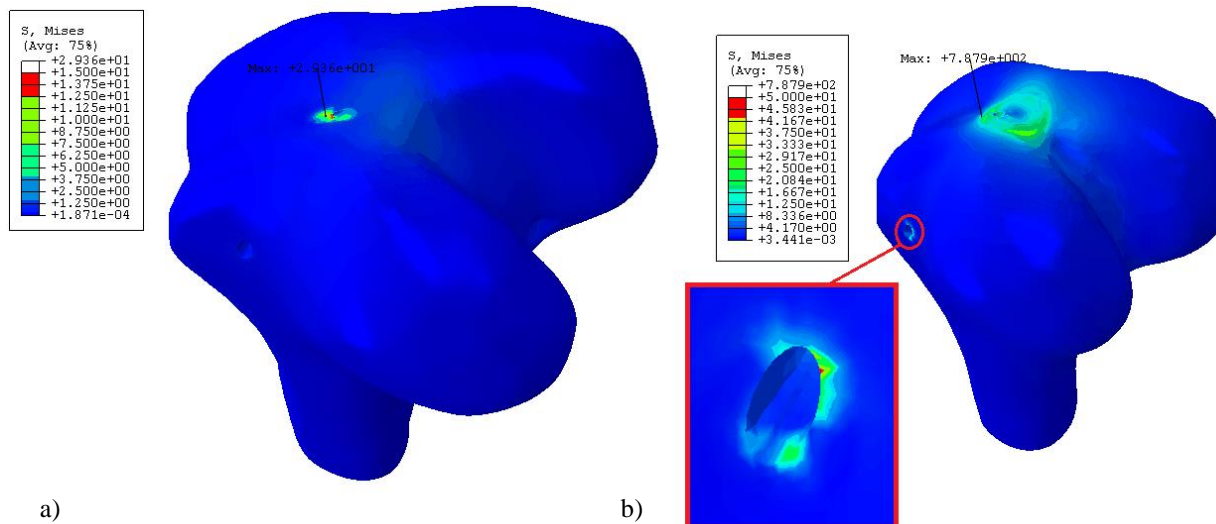 S, Mises
(Avg: 75%)
+2.936e+01
+1.500e+01
+1.375e+01
+1.250e+01
+1.125e+01
+1.000e+01
+8.750e+00
+7.500e+00
+6.250e+00
+5.000e+00
+3.750e+00
+2.500e+00
+1.250e+00
+1.871e-04
Max: +2.936e+001
S, Mises
(Avg: 75%)
+7.879e+02
+5.000e+01
+4.583e+01
+4.167e+01
+3.750e+01
+3.333e+01
+2.917e+01
+2.500e+01
+2.084e+01
+1.667e+01
+1.250e+01
+8.336e+00
+4.170e+00
+3.441e-03
Max: +7.879e+002
a)
b)